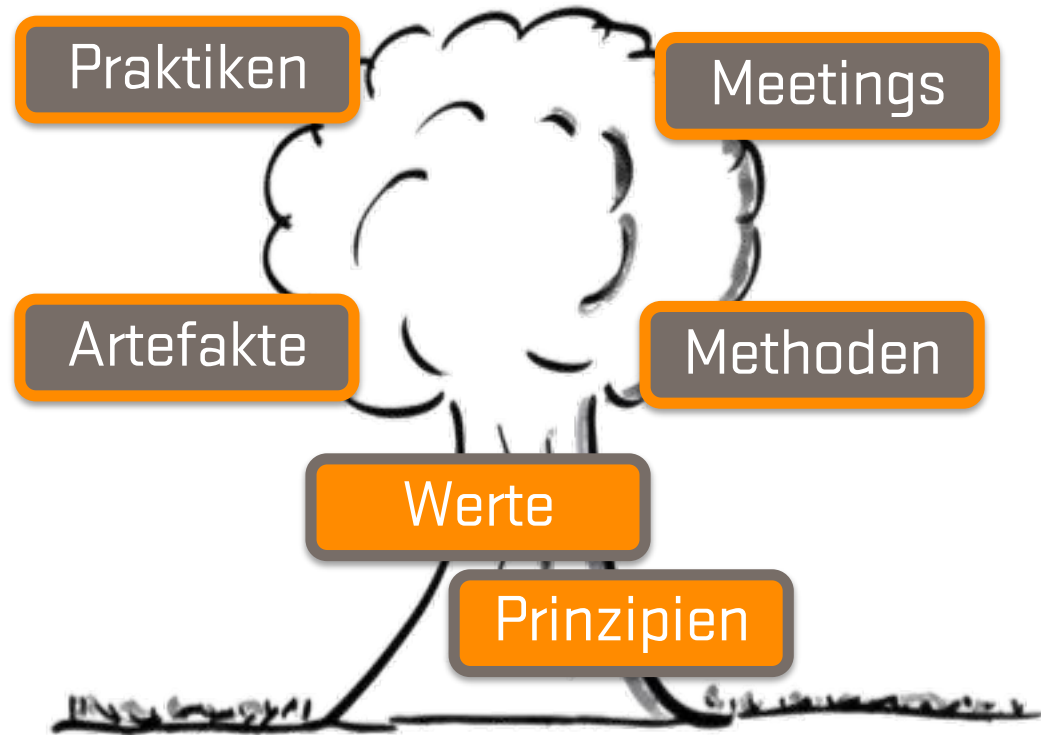 Praktiken
Meetings
Artefakte
Methoden
Werte
Prinzipien